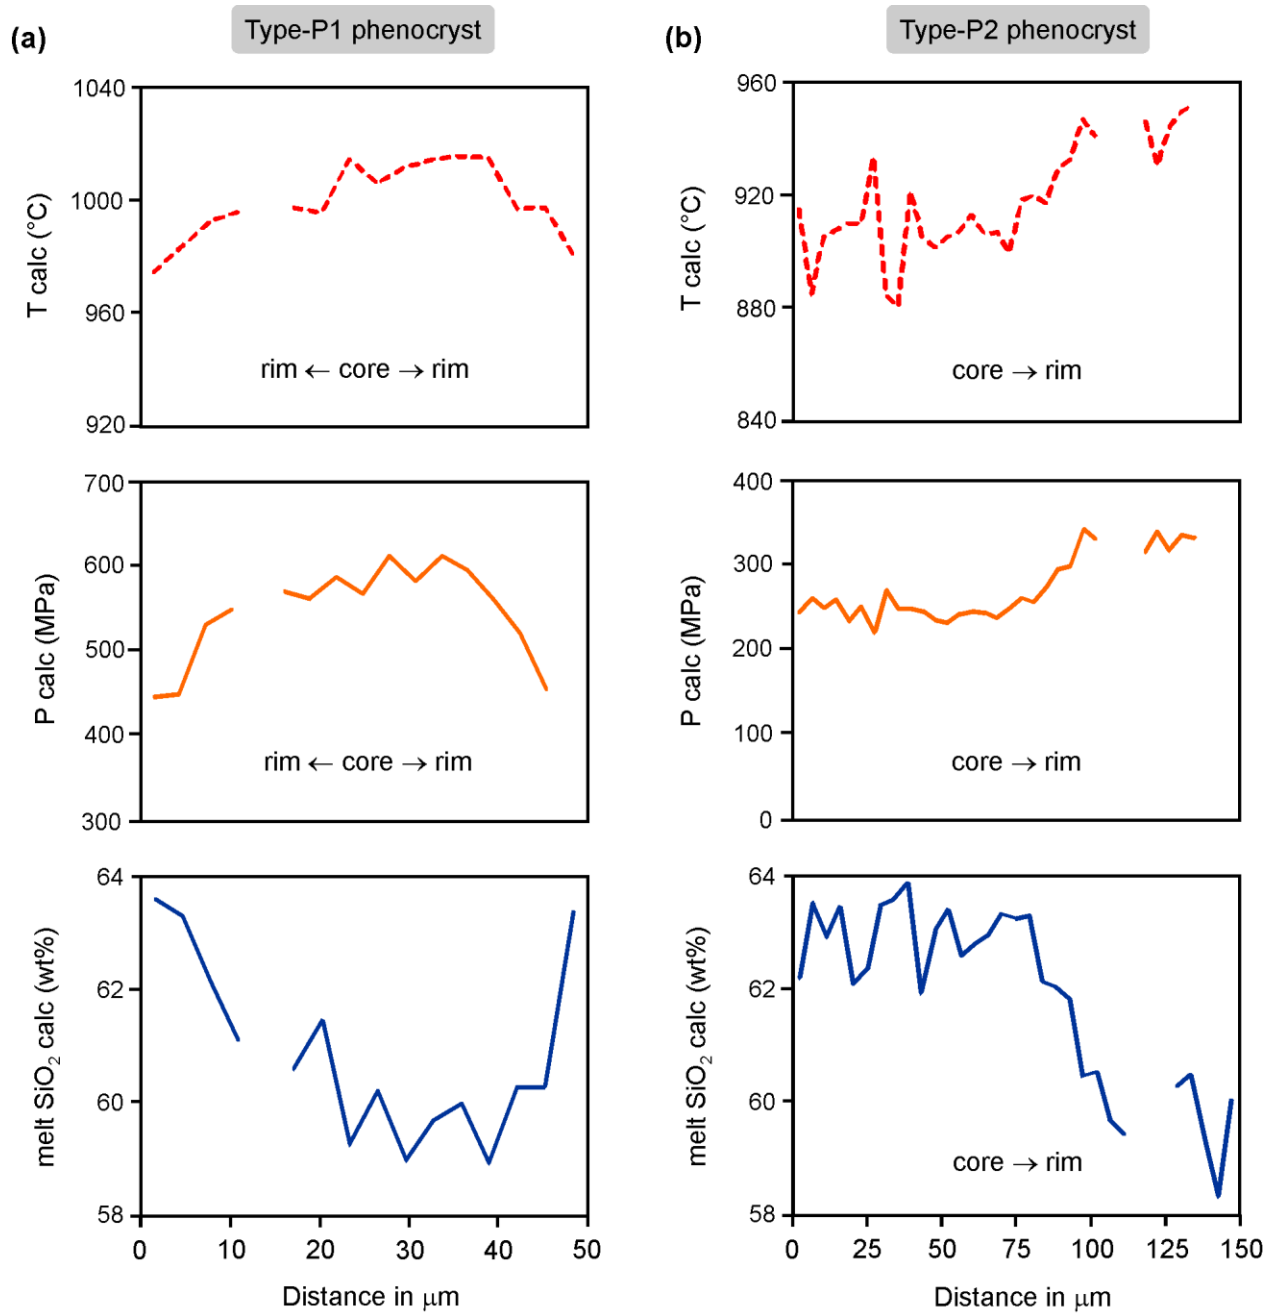 (a)
Type-P1 phenocryst
1040
1000
960
920
T calc (°C)
rim ← core → rim
700
600
500
400
300
P calc (MPa)
rim ← core → rim
64
62
60
58
melt SiO₂ calc (wt%)
0 10 20 30 40 50
Distance in μm
(b)
Type-P2 phenocryst
960
920
880
840
T calc (°C)
core → rim
400
300
200
100
0
P calc (MPa)
core → rim
64
62
60
58
melt SiO₂ calc (wt%)
core → rim
0 25 50 75 100 125 150
Distance in μm